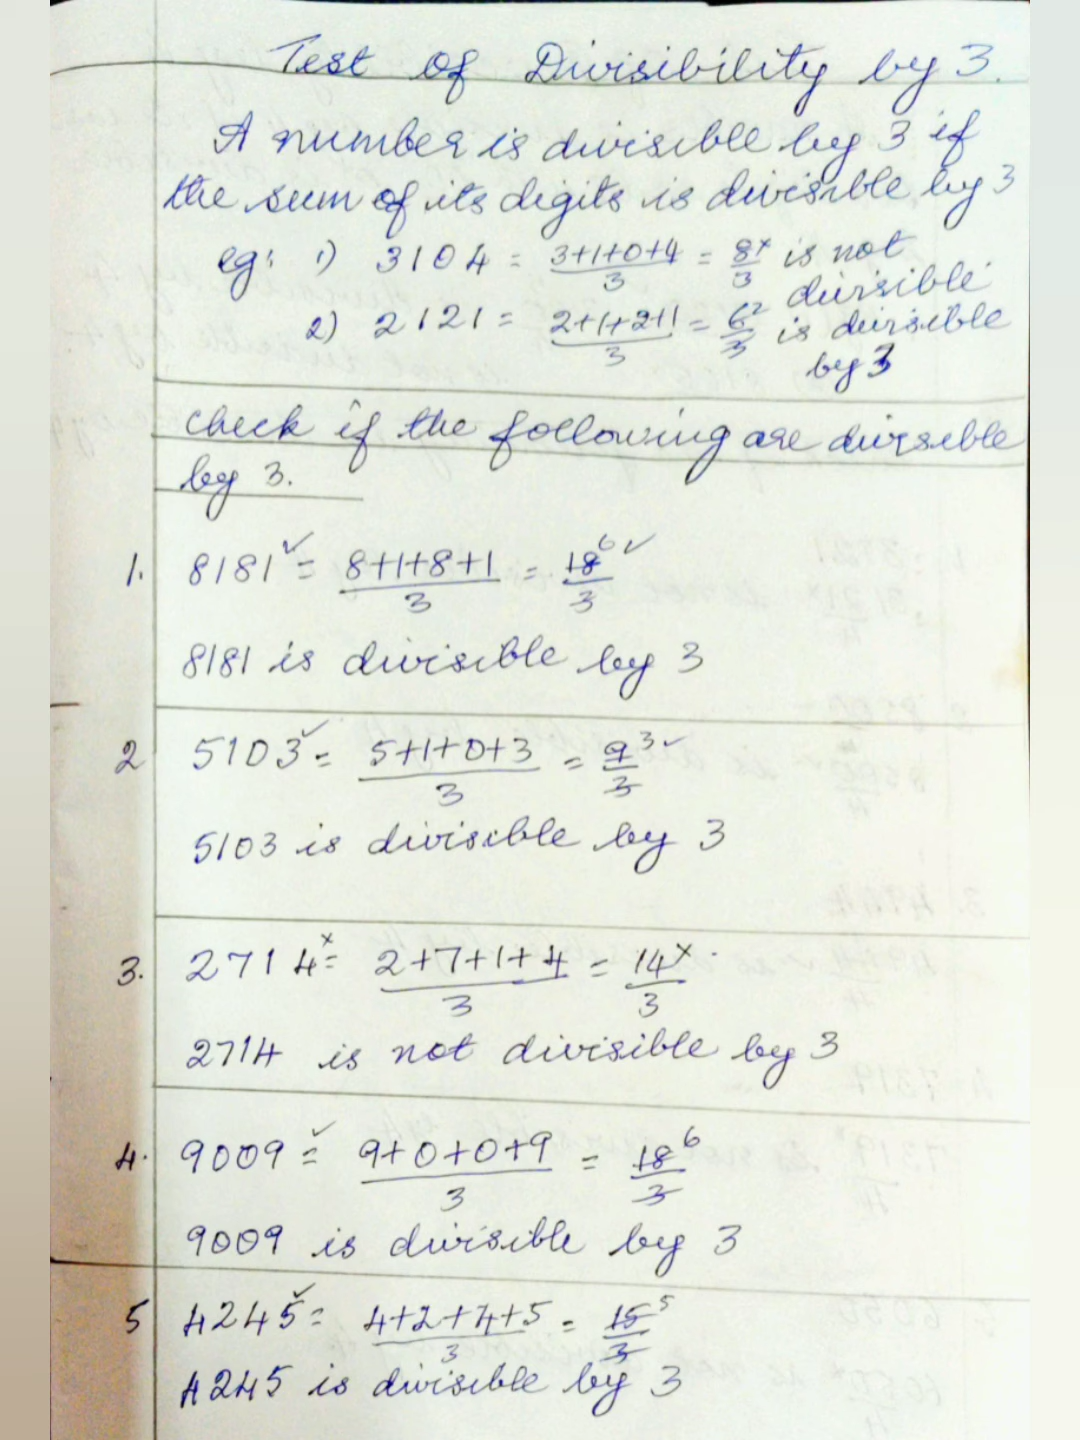 Test of Divisibility by 3.
A number is divisible by 3 if
the sum of its digits is divisible by 3
eg: 1) 3104 = 3+1+0+4/3 = 8/3 × is not
divisible
2) 2121 = 2+1+2+1/3 = 6/3 2 is divisible
by 3
Check if the following are divisible
by 3.
1. 8181 ✓ = 8+1+8+1/3 = 18/3 6 ✓
8181 is divisible by 3
2 5103 ✓ = 5+1+0+3/3 = 9/3 3 ✓
5103 is divisible by 3
3. 2714 × = 2+7+1+4/3 = 14/3 ×
2714 is not divisible by 3
4. 9009 ✓ = 9+0+0+9/3 = 18/3 6
9009 is divisible by 3
5 4245 ✓ = 4+2+4+5/3 = 15/3 5
4245 is divisible by 3